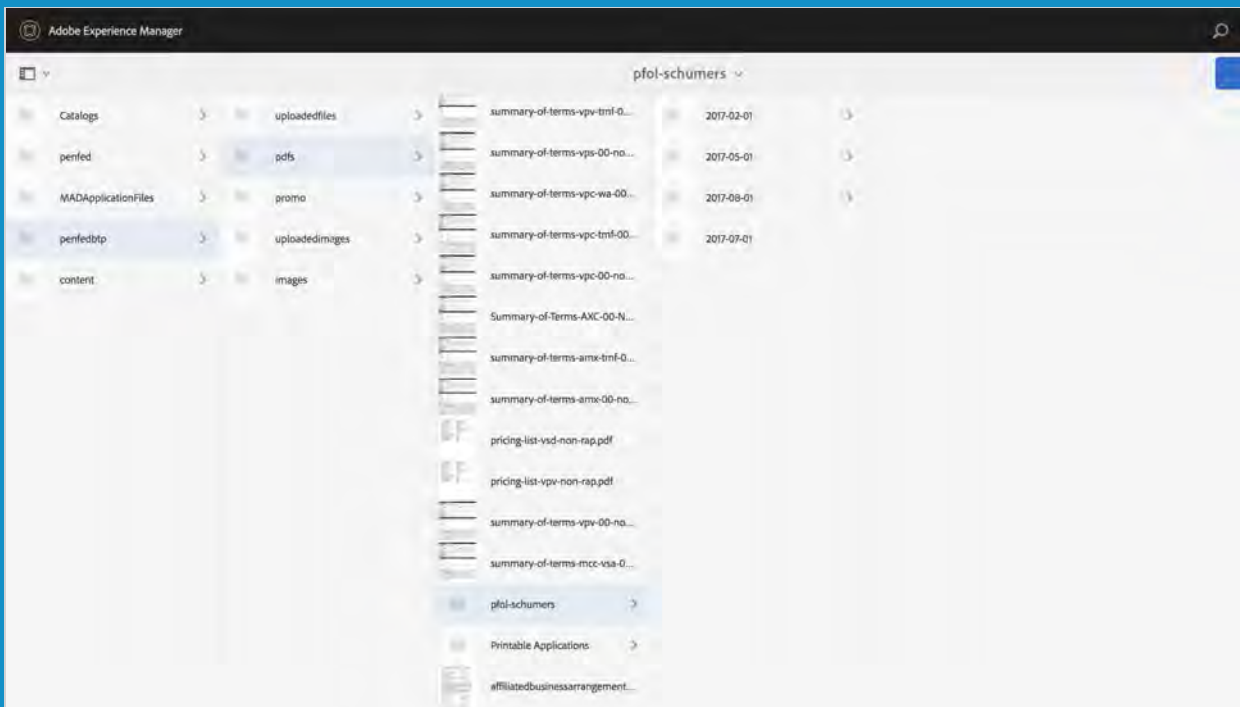 Adobe Experience Manager
pfol-schumers
Catalogs
penfed
MADApplicationFiles
penfedbtp
content
uploadedfiles
pdfs
promo
uploadedimages
images
summary-of-terms-vpv-tmf-0...
summary-of-terms-vps-00-no...
summary-of-terms-vpc-wa-00...
summary-of-terms-vpc-tmf-00...
summary-of-terms-vpc-00-no...
Summary-of-Terms-AXC-00-N...
summary-of-terms-amx-tmf-0...
summary-of-terms-amx-00-no...
pricing-list-vsd-non-rap.pdf
pricing-list-vpv-non-rap.pdf
summary-of-terms-vpv-00-no...
summary-of-terms-mcc-vsa-0...
pfol-schumers
Printable Applications
affiliatedbusinessarrangement...
2017-02-01
2017-05-01
2017-08-01
2017-07-01